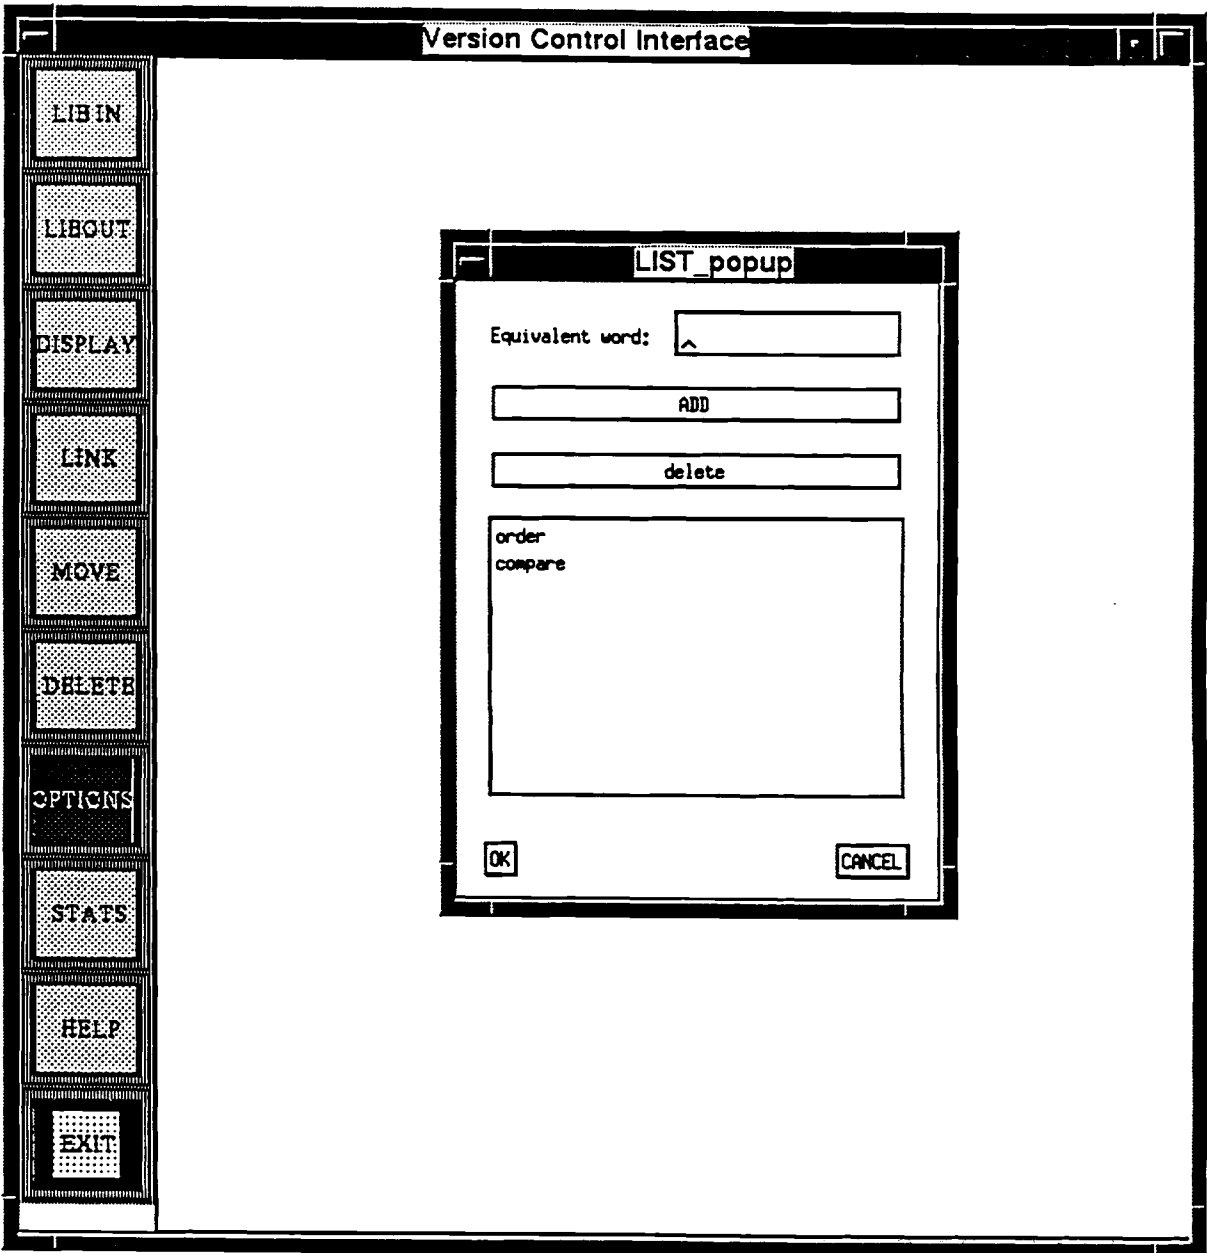 Version Control Interface
LIBIN
LIBOUT
DISPLAY
LINK
MOVE
DELETE
OPTIONS
STATS
HELP
EXIT
LIST_popup
Equivalent word:
ADD
delete
order
compare
OK
CANCEL